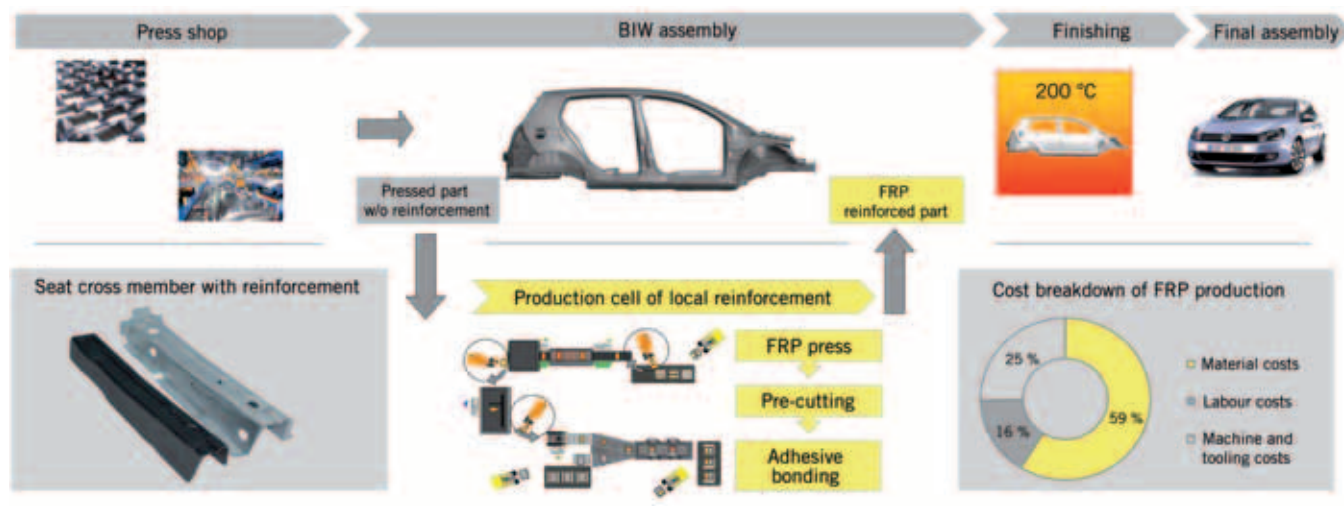 Press shop
BIW assembly
Finishing
Final assembly
200 °C
Pressed part
w/o reinforcement
FRP
reinforced part
Seat cross member with reinforcement
Production cell of local reinforcement
FRP press
Pre-cutting
Adhesive
bonding
Cost breakdown of FRP production
25 %
16 %
59 %
Material costs
Labour costs
Machine and
tooling costs